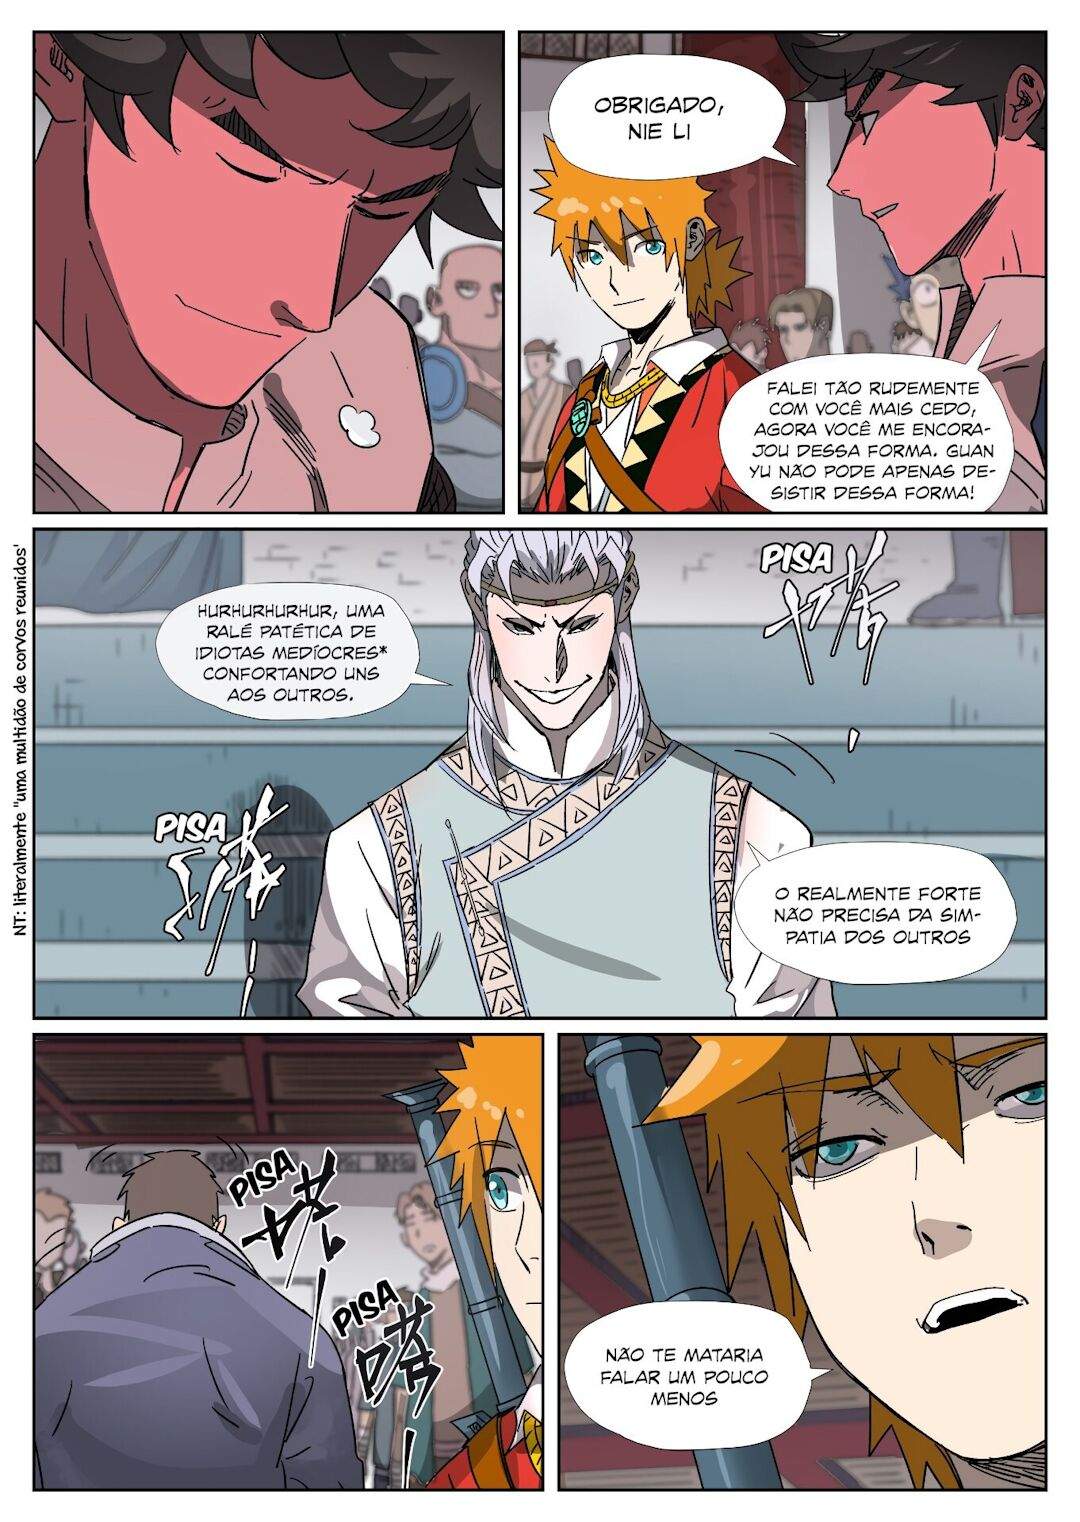 OBRIGADO,
NIE LI
FALEI TÃO RUDEMENTE
COM VOCÊ MAIS CEDO,
AGORA VOCÊ ME ENCORA-
JOU DESSA FORMA. GUAN
YU NÃO PODE APENAS DE-
SISTIR DESSA FORMA!
NT: literalmente "uma multidão de corvos reunidos'
HURHURHURHUR, UMA
RALÉ PATÉTICA DE
IDIOTAS MEDÍOCRES*
CONFORTANDO UNS
AOS OUTROS.
PISA
PISA
O REALMENTE FORTE
NÃO PRECISA DA SIM-
PATIA DOS OUTROS
PISA
PISA
NÃO TE MATARIA
FALAR UM POUCO
MENOS